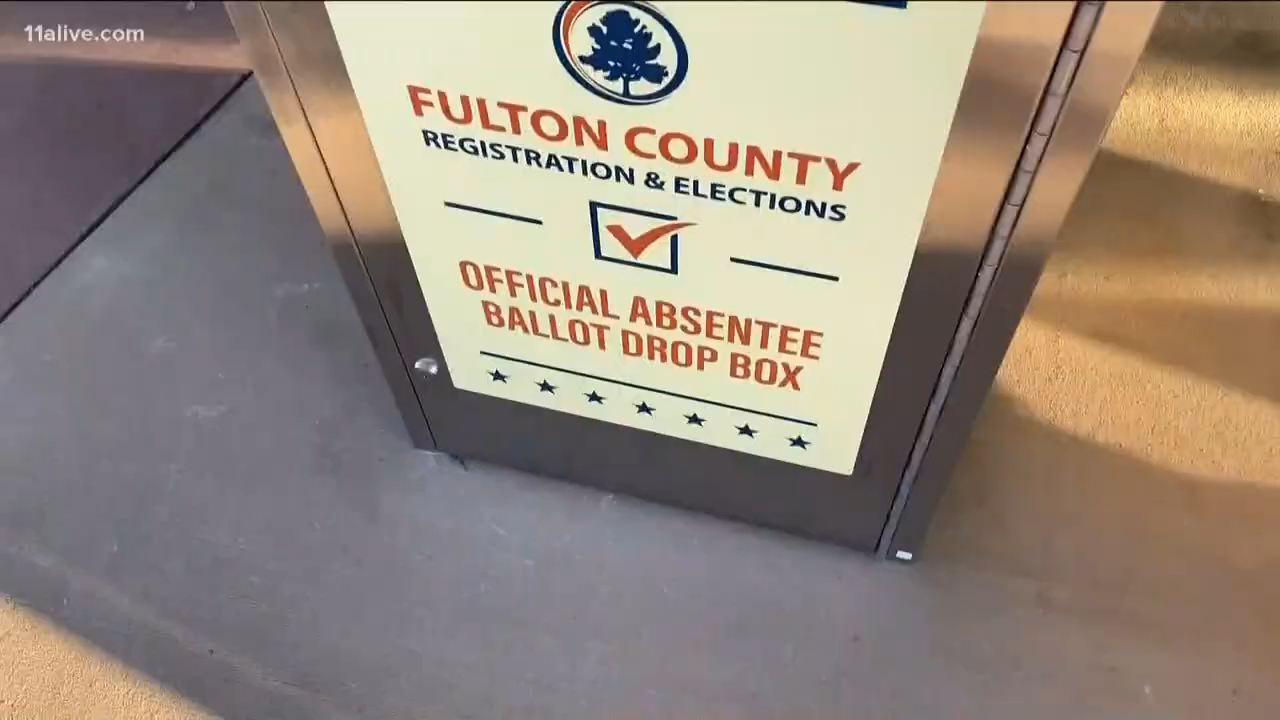 11alive.com
FULTON COUNTY
REGISTRATION & ELECTIONS
OFFICIAL ABSENTEE
BALLOT DROP BOX